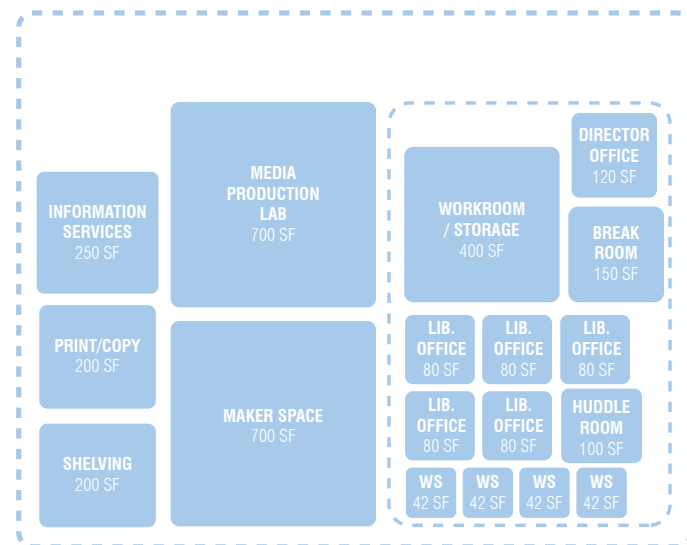 INFORMATION
SERVICES
250 SF
PRINT/COPY
200 SF
SHELVING
200 SF
MEDIA
PRODUCTION
LAB
700 SF
MAKER SPACE
700 SF
WORKROOM
/ STORAGE
400 SF
DIRECTOR
OFFICE
120 SF
BREAK
ROOM
150 SF
LIB.
OFFICE
80 SF
LIB.
OFFICE
80 SF
LIB.
OFFICE
80 SF
LIB.
OFFICE
80 SF
LIB.
OFFICE
80 SF
HUDDLE
ROOM
100 SF
WS
42 SF
WS
42 SF
WS
42 SF
WS
42 SF